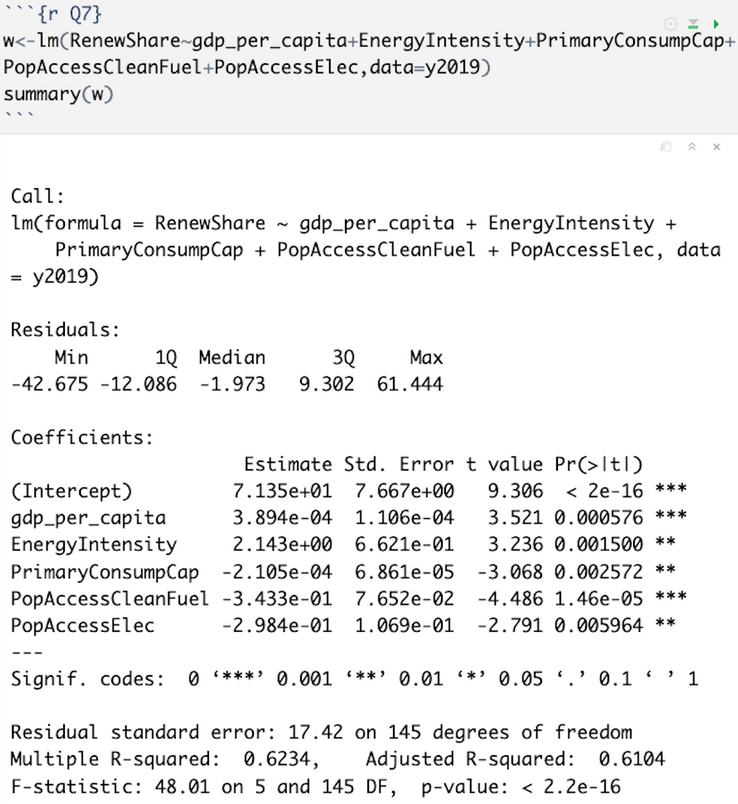 ```{r Q7}
w<-lm(RenewShare~gdp_per_capita+EnergyIntensity+PrimaryConsumpCap+
PopAccessCleanFuel+PopAccessElec,data=y2019)
summary(w)
```
Call:
lm(formula = RenewShare ~ gdp_per_capita + EnergyIntensity +
    PrimaryConsumpCap + PopAccessCleanFuel + PopAccessElec, data
= y2019)
Residuals:
    Min      1Q  Median      3Q     Max
-42.675 -12.086  -1.973   9.302  61.444
Coefficients:
                     Estimate Std. Error t value Pr(>|t|)
(Intercept)         7.135e+01  7.667e+00   9.306  < 2e-16 ***
gdp_per_capita      3.894e-04  1.106e-04   3.521 0.000576 ***
EnergyIntensity     2.143e+00  6.621e-01   3.236 0.001500 **
PrimaryConsumpCap  -2.105e-04  6.861e-05  -3.068 0.002572 **
PopAccessCleanFuel -3.433e-01  7.652e-02  -4.486 1.46e-05 ***
PopAccessElec      -2.984e-01  1.069e-01  -2.791 0.005964 **
---
Signif. codes:  0 ‘***’ 0.001 ‘**’ 0.01 ‘*’ 0.05 ‘.’ 0.1 ‘ ’ 1
Residual standard error: 17.42 on 145 degrees of freedom
Multiple R-squared:  0.6234,    Adjusted R-squared:  0.6104
F-statistic: 48.01 on 5 and 145 DF,  p-value: < 2.2e-16